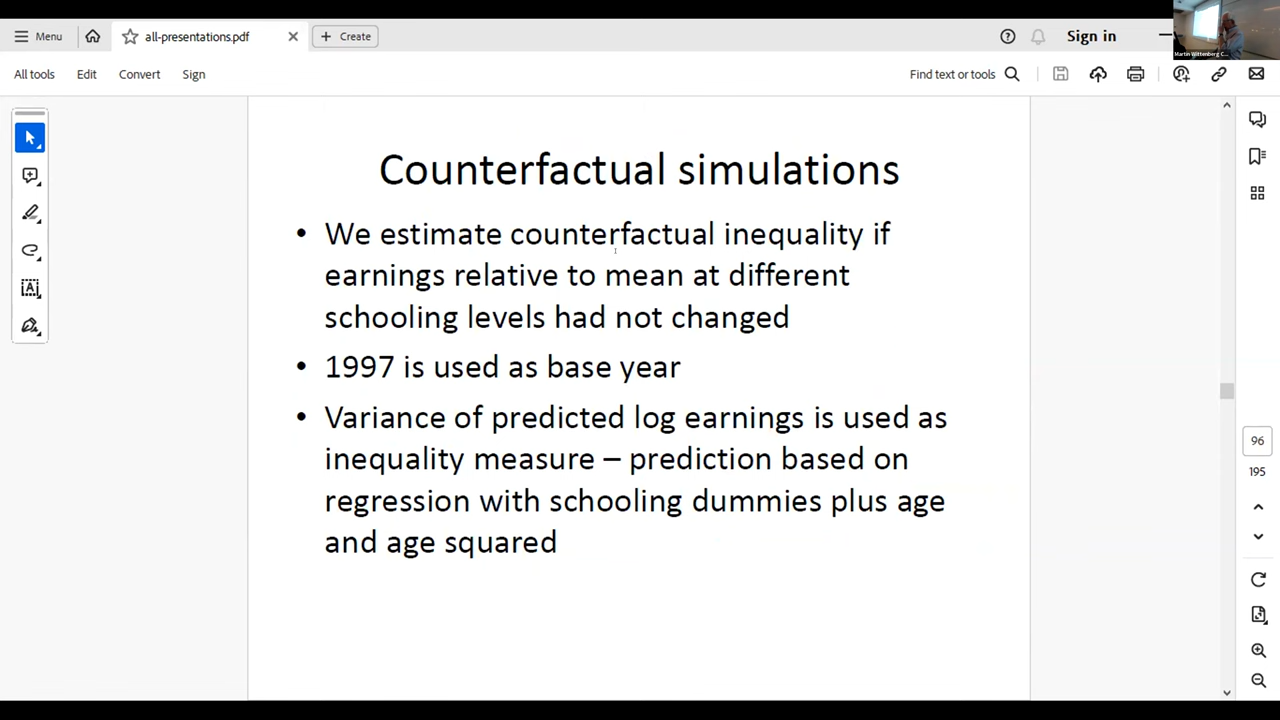 Menu
all-presentations.pdf
Create
Sign in
Martin Wittenberg C...
All tools
Edit
Convert
Sign
Find text or tools
Counterfactual simulations
• We estimate counterfactual inequality if
earnings relative to mean at different
schooling levels had not changed
• 1997 is used as base year
• Variance of predicted log earnings is used as
inequality measure – prediction based on
regression with schooling dummies plus age
and age squared
96
195